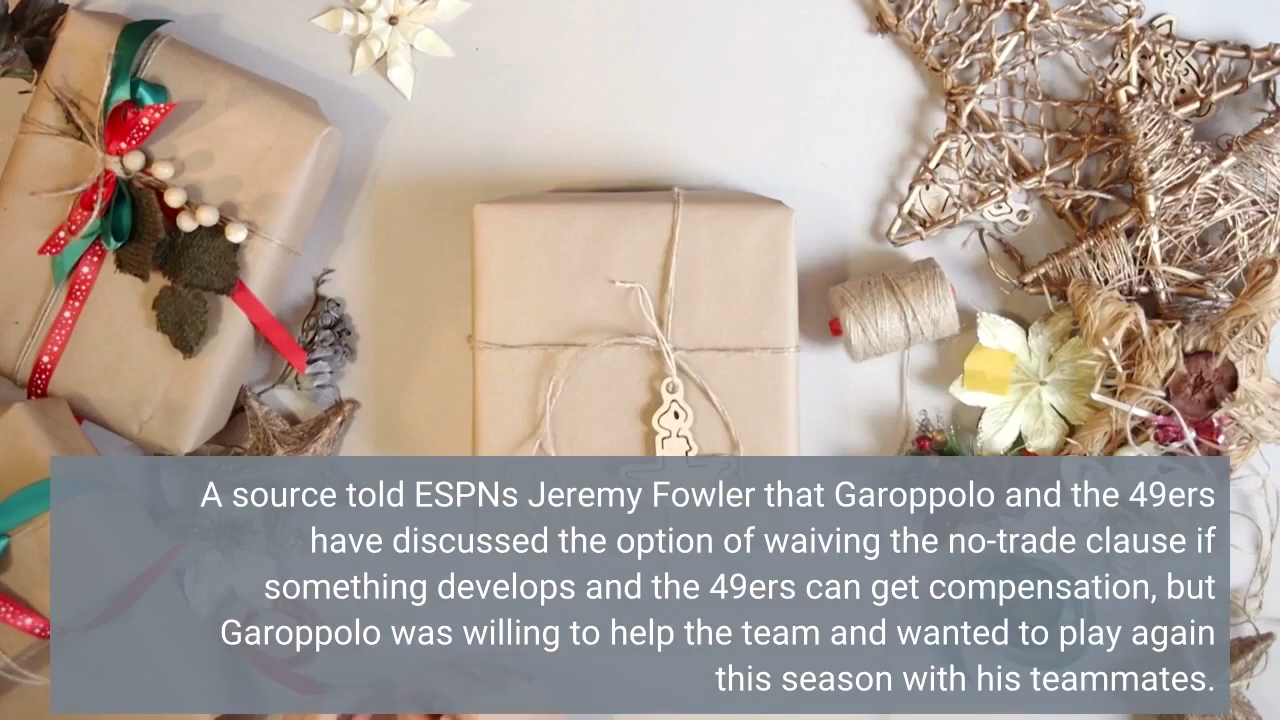 A source told ESPNs Jeremy Fowler that Garoppolo and the 49ers
have discussed the option of waiving the no-trade clause if
something develops and the 49ers can get compensation, but
Garoppolo was willing to help the team and wanted to play again
this season with his teammates.